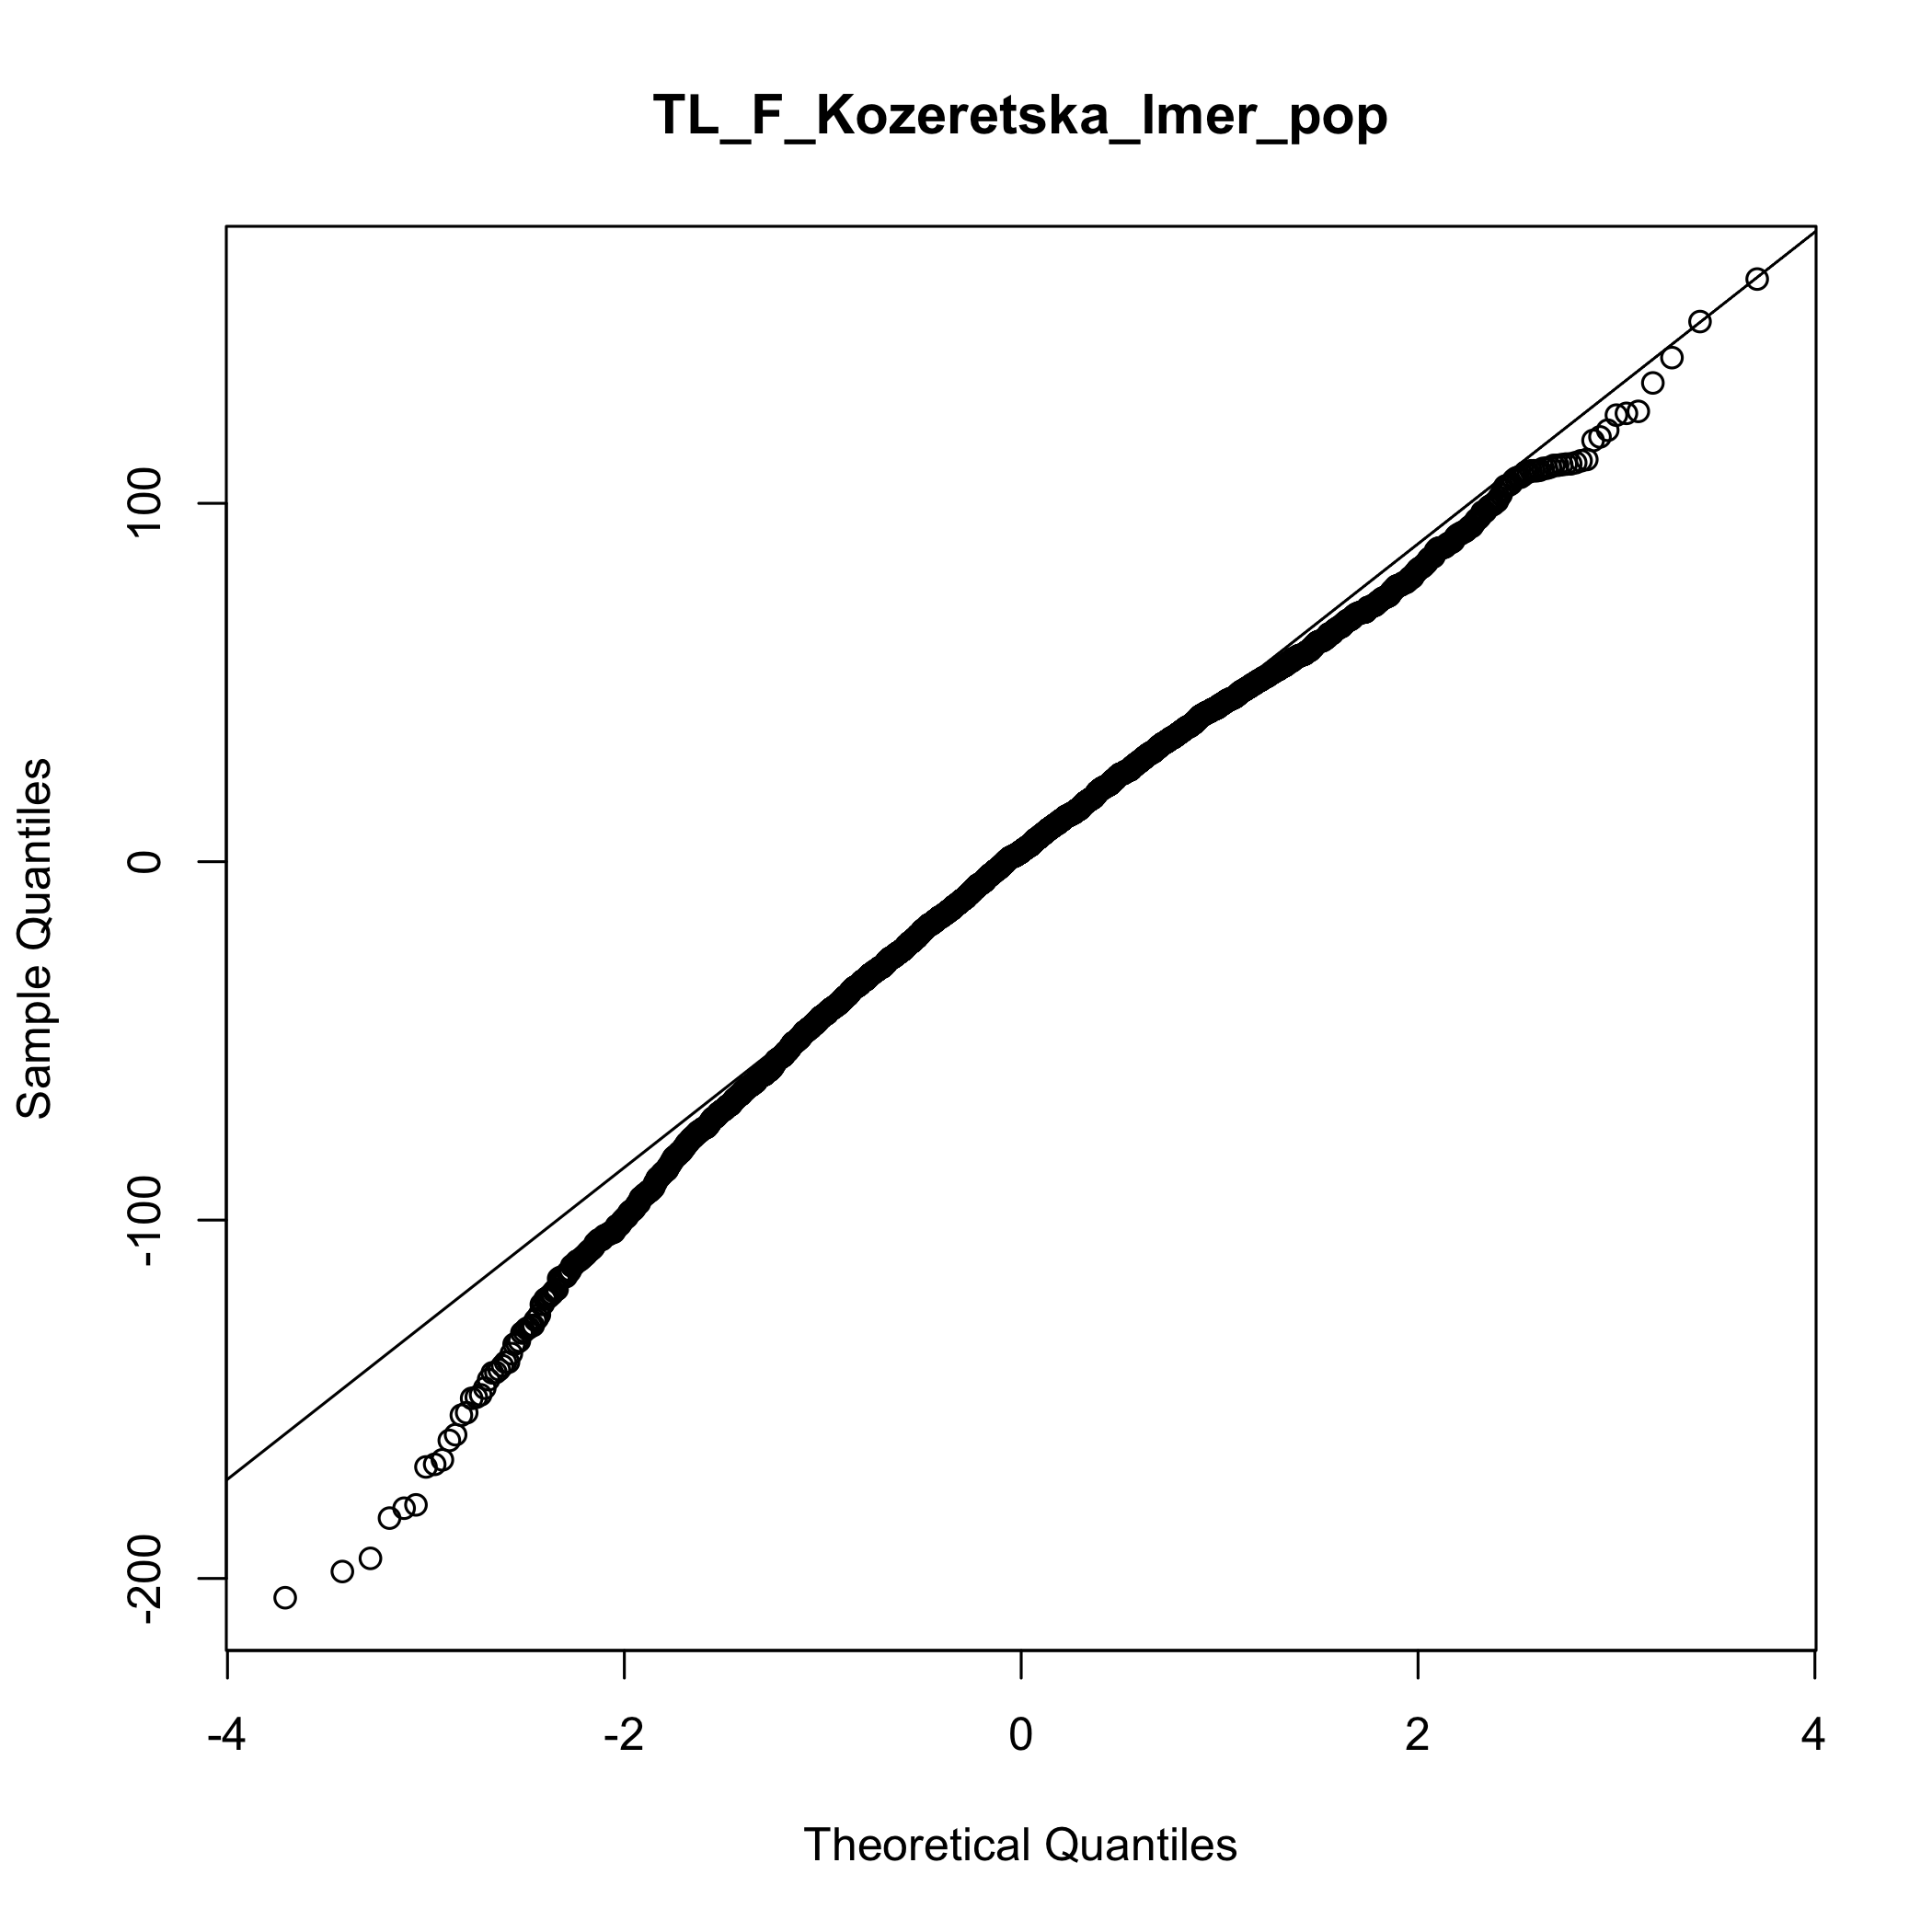 TL_F_Kozeretska_lmer_pop
100
0
-100
-200
Sample Quantiles
-4 -2 0 2 4
Theoretical Quantiles